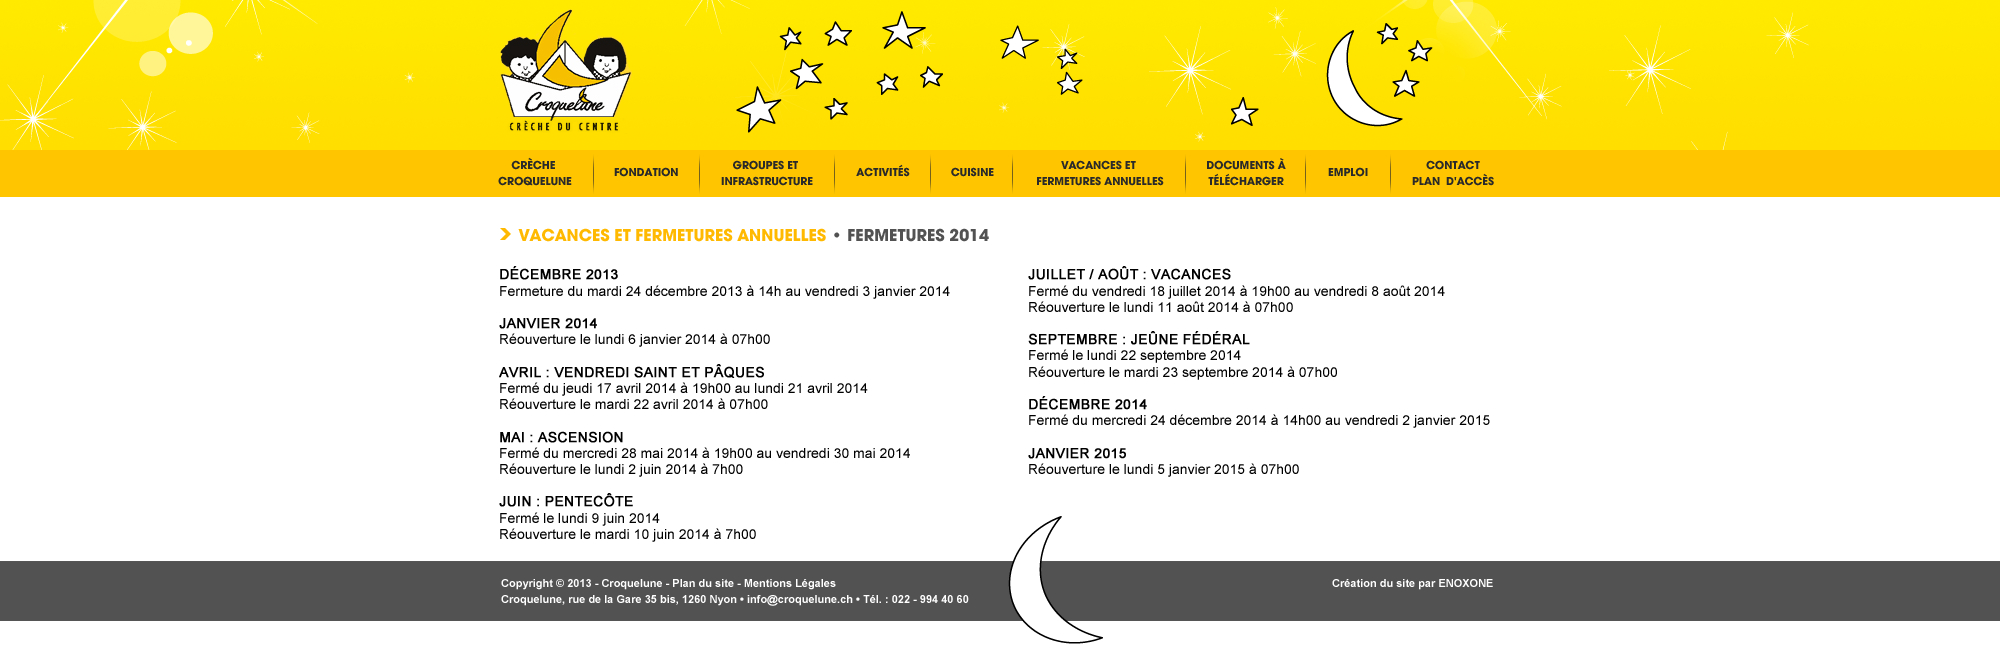 Croquelune
CRÈCHE DU CENTRE
CRÈCHE
CROQUELUNE
FONDATION
GROUPES ET
INFRASTRUCTURE
ACTIVITÉS
CUISINE
VACANCES ET
FERMETURES ANNUELLES
DOCUMENTS À
TÉLÉCHARGER
EMPLOI
CONTACT
PLAN D'ACCÈS
> VACANCES ET FERMETURES ANNUELLES • FERMETURES 2014
DÉCEMBRE 2013
Fermeture du mardi 24 décembre 2013 à 14h au vendredi 3 janvier 2014
JANVIER 2014
Réouverture le lundi 6 janvier 2014 à 07h00
AVRIL : VENDREDI SAINT ET PÂQUES
Fermé du jeudi 17 avril 2014 à 19h00 au lundi 21 avril 2014
Réouverture le mardi 22 avril 2014 à 07h00
MAI : ASCENSION
Fermé du mercredi 28 mai 2014 à 19h00 au vendredi 30 mai 2014
Réouverture le lundi 2 juin 2014 à 7h00
JUIN : PENTECÔTE
Fermé le lundi 9 juin 2014
Réouverture le mardi 10 juin 2014 à 7h00
JUILLET / AOÛT : VACANCES
Fermé du vendredi 18 juillet 2014 à 19h00 au vendredi 8 août 2014
Réouverture le lundi 11 août 2014 à 07h00
SEPTEMBRE : JEÛNE FÉDÉRAL
Fermé le lundi 22 septembre 2014
Réouverture le mardi 23 septembre 2014 à 07h00
DÉCEMBRE 2014
Fermé du mercredi 24 décembre 2014 à 14h00 au vendredi 2 janvier 2015
JANVIER 2015
Réouverture le lundi 5 janvier 2015 à 07h00
Copyright © 2013 - Croquelune - Plan du site - Mentions Légales
Croquelune, rue de la Gare 35 bis, 1260 Nyon • info@croquelune.ch • Tél. : 022 - 994 40 60
Création du site par ENOXONE